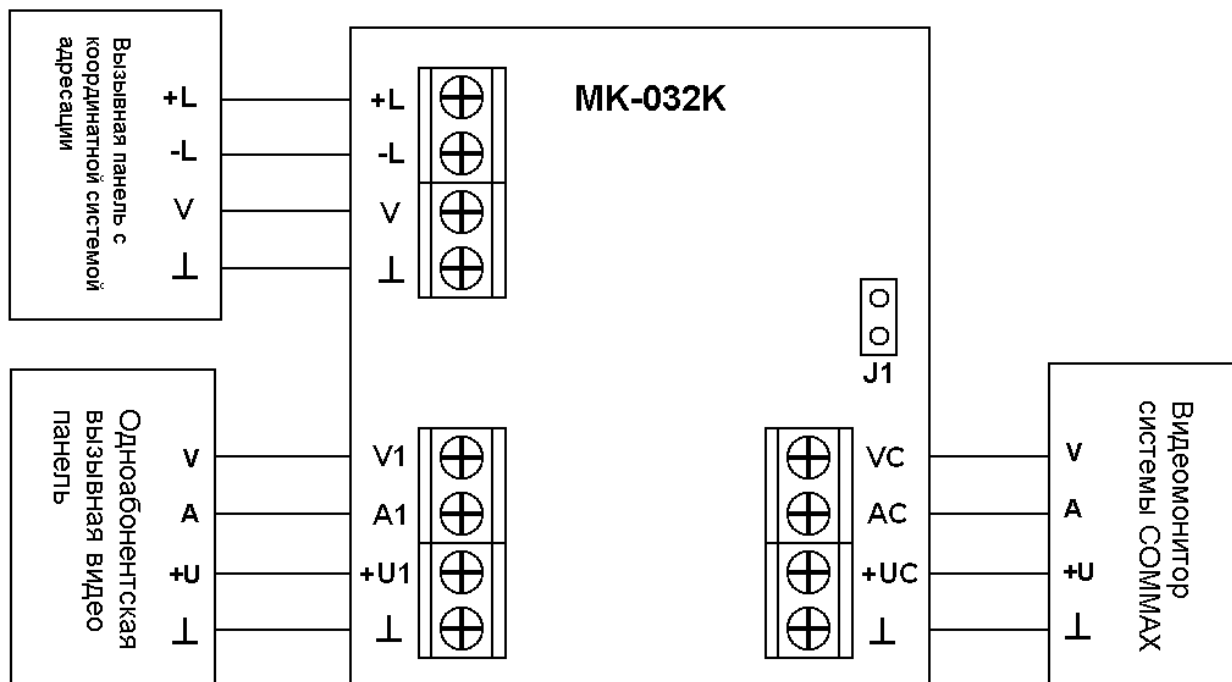 Вызывная панель с
координатной системой
адресации
+L
-L
V
⊥
+L
-L
V
⊥
MK-032K
J1
Одноабонентская
вызывная видео
панель
V
A
+U
⊥
V1
A1
+U1
⊥
VC
AC
+UC
⊥
V
A
+U
⊥
Видеомонитор
системы COMMAX